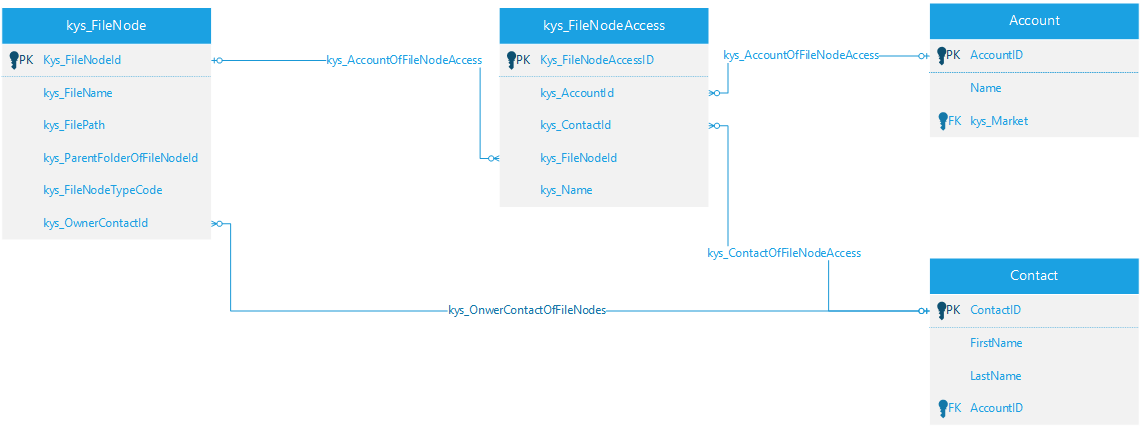 kys_FileNode
PK Kys_FileNodeId
kys_FileName
kys_FilePath
kys_ParentFolderOfFileNodeId
kys_FileNodeTypeCode
kys_OwnerContactId
kys_AccountOfFileNodeAccess
kys_FileNodeAccess
PK Kys_FileNodeAccessID
kys_AccountId
kys_ContactId
kys_FileNodeId
kys_Name
kys_AccountOfFileNodeAccess
Account
PK AccountID
Name
FK kys_Market
kys_ContactOfFileNodeAccess
kys_OnwerContactOfFileNodes
Contact
PK ContactID
FirstName
LastName
FK AccountID